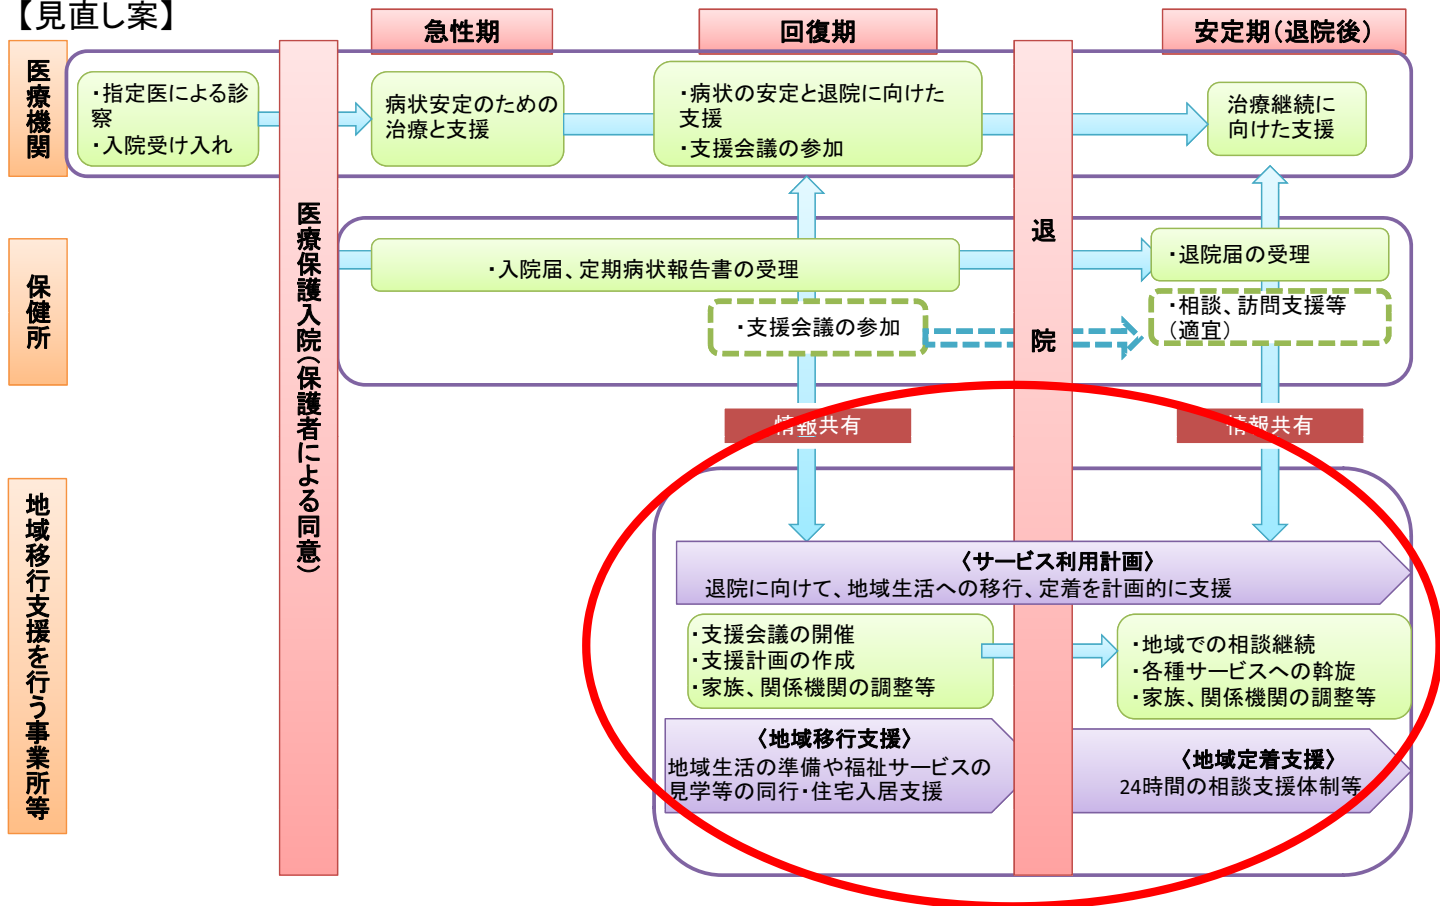 【見直し案】
急性期
回復期
安定期（退院後）
医療機関
・指定医による診
察
・入院受け入れ
病状安定のための
治療と支援
・病状の安定と退院に向けた
支援
・支援会議の参加
治療継続に
向けた支援
医療保護入院（保護者による同意）
退院
保健所
・入院届、定期病状報告書の受理
・退院届の受理
・支援会議の参加
・相談、訪問支援等
（適宜）
情報共有
情報共有
地域移行支援を行う事業所等
〈サービス利用計画〉
退院に向けて、地域生活への移行、定着を計画的に支援
・支援会議の開催
・支援計画の作成
・家族、関係機関の調整等
・地域での相談継続
・各種サービスへの斡旋
・家族、関係機関の調整等
〈地域移行支援〉
地域生活の準備や福祉サービスの
見学等の同行・住宅入居支援
〈地域定着支援〉
24時間の相談支援体制等